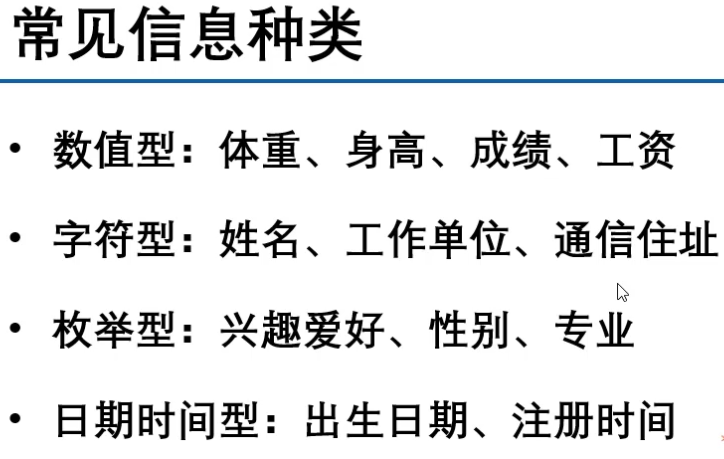 常见信息种类
• 数值型：体重、身高、成绩、工资
• 字符型：姓名、工作单位、通信住址
• 枚举型：兴趣爱好、性别、专业
• 日期时间型：出生日期、注册时间